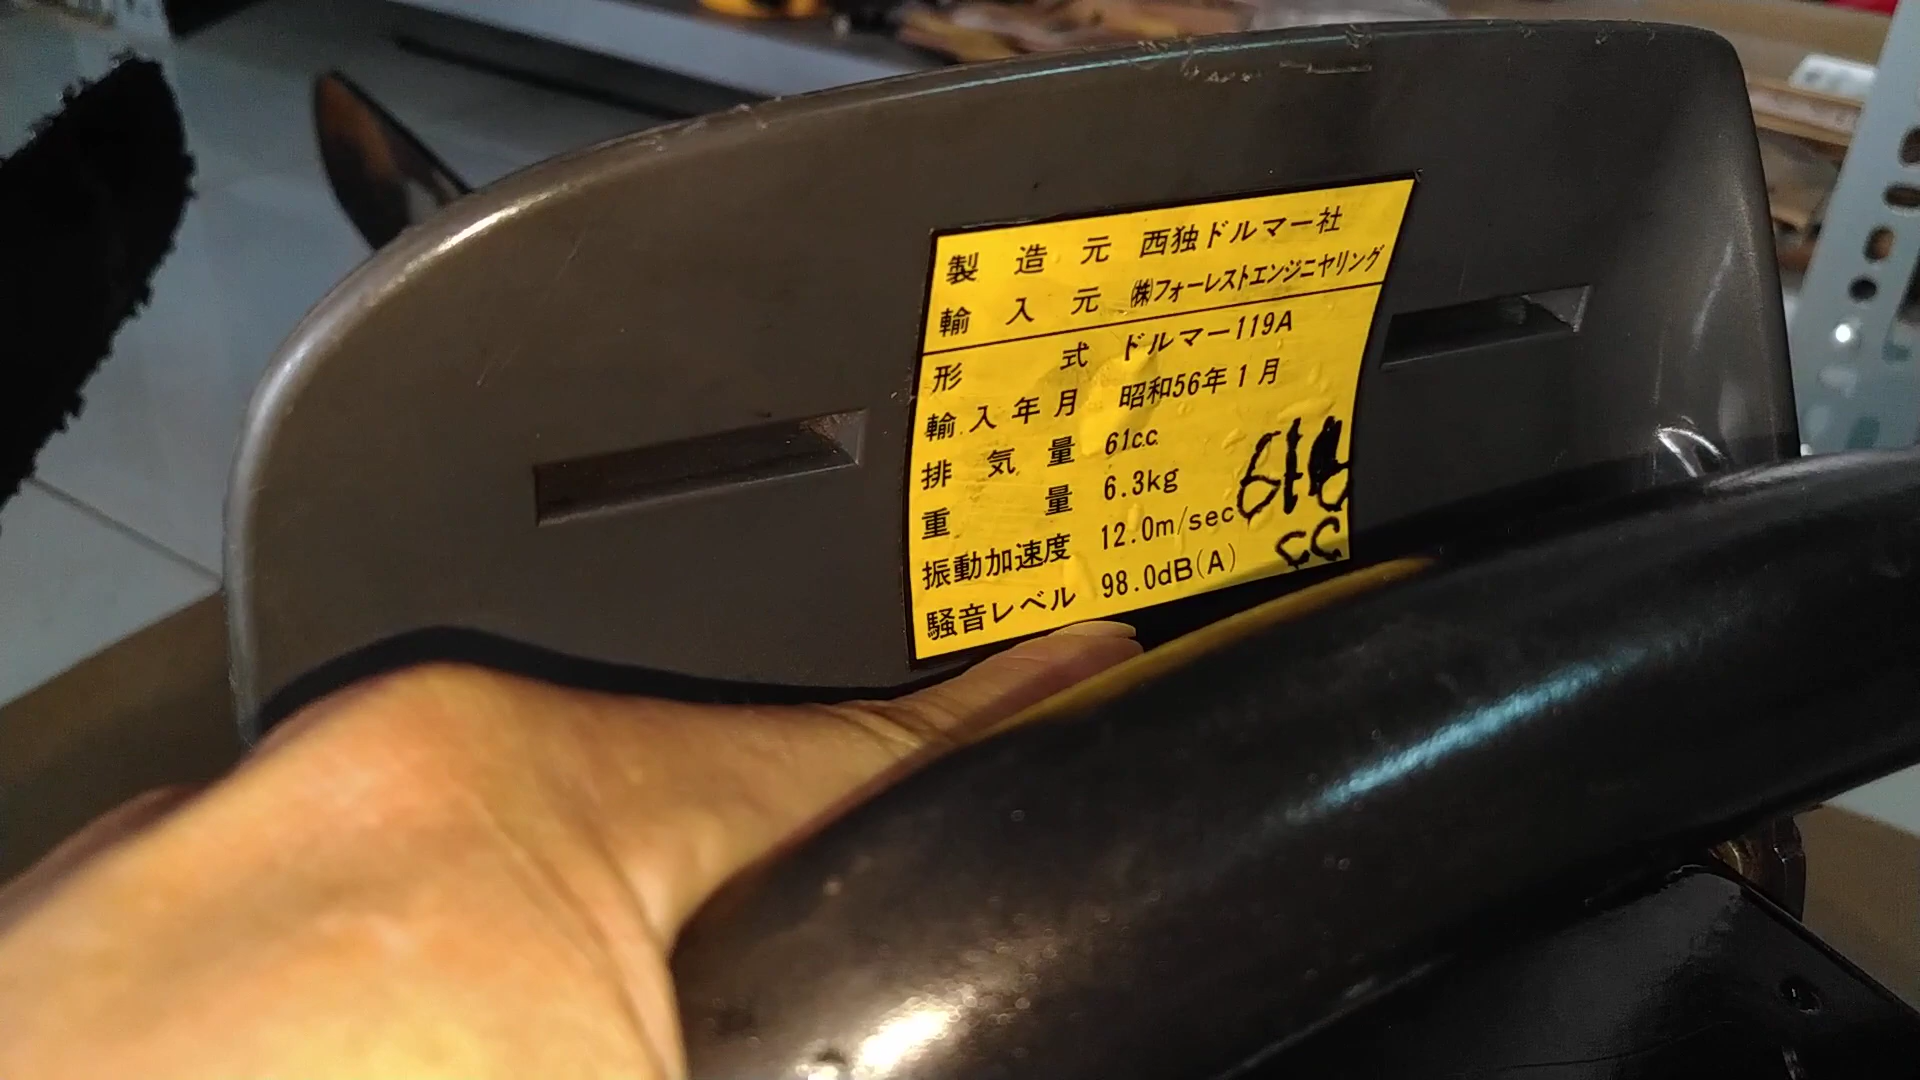 製造元 西独ドルマー社
輸入元 ㈱フォーレストエンジニヤリング
形式 ドルマー119A
輸入年月 昭和56年1月
排気量 61cc
重量 6.3kg
振動加速度 12.0m/sec
騒音レベル 98.0dB(A)
61
cc